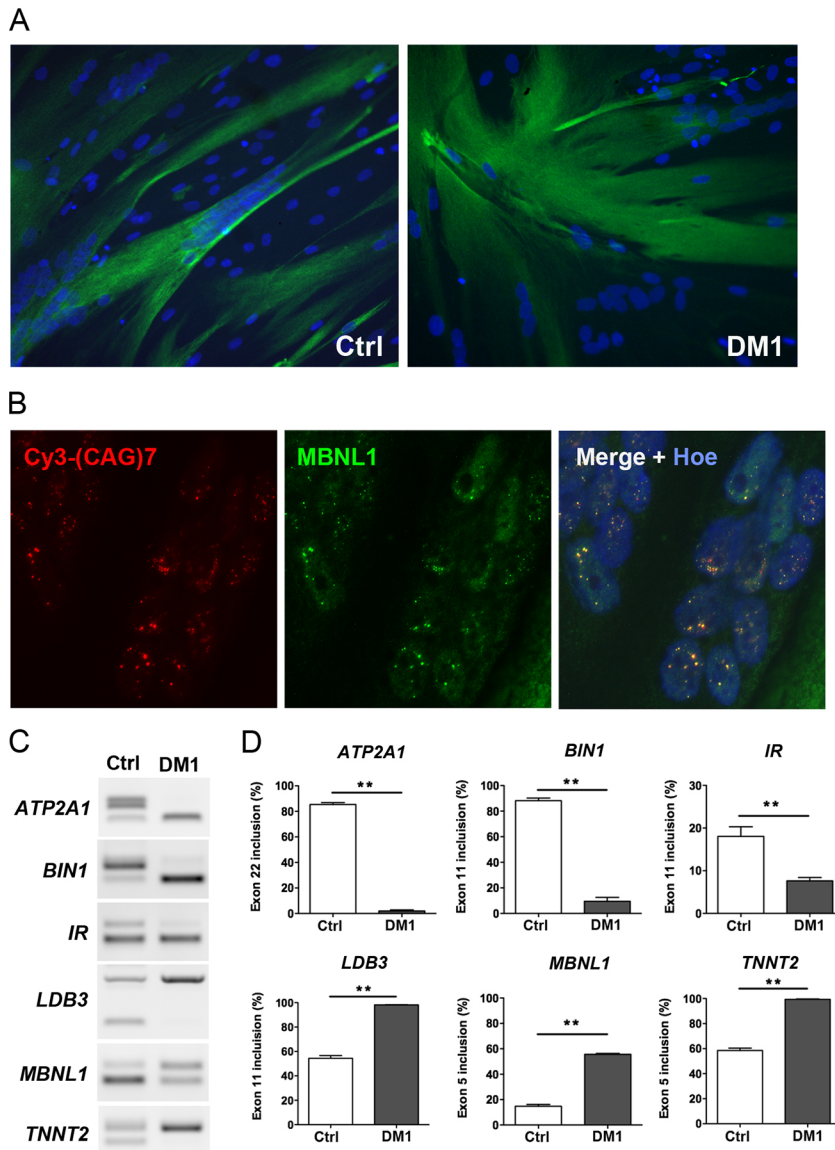 A
Ctrl
DM1
B
Cy3-(CAG)7
MBNL1
Merge + Hoe
C
Ctrl DM1
ATP2A1
BIN1
IR
LDB3
MBNL1
TNNT2
D
ATP2A1
Exon 22 incluision (%)
100
80
60
40
20
0
**
Ctrl
DM1
BIN1
Exon 11 incluision (%)
100
80
60
40
20
0
**
Ctrl
DM1
IR
Exon 11 incluision (%)
30
20
10
0
**
Ctrl
DM1
LDB3
Exon 11 incluision (%)
100
80
60
40
20
0
**
Ctrl
DM1
MBNL1
Exon 5 inclusion (%)
100
80
60
40
20
0
**
Ctrl
DM1
TNNT2
Exon 5 inclusion (%)
100
80
60
40
20
0
**
Ctrl
DM1